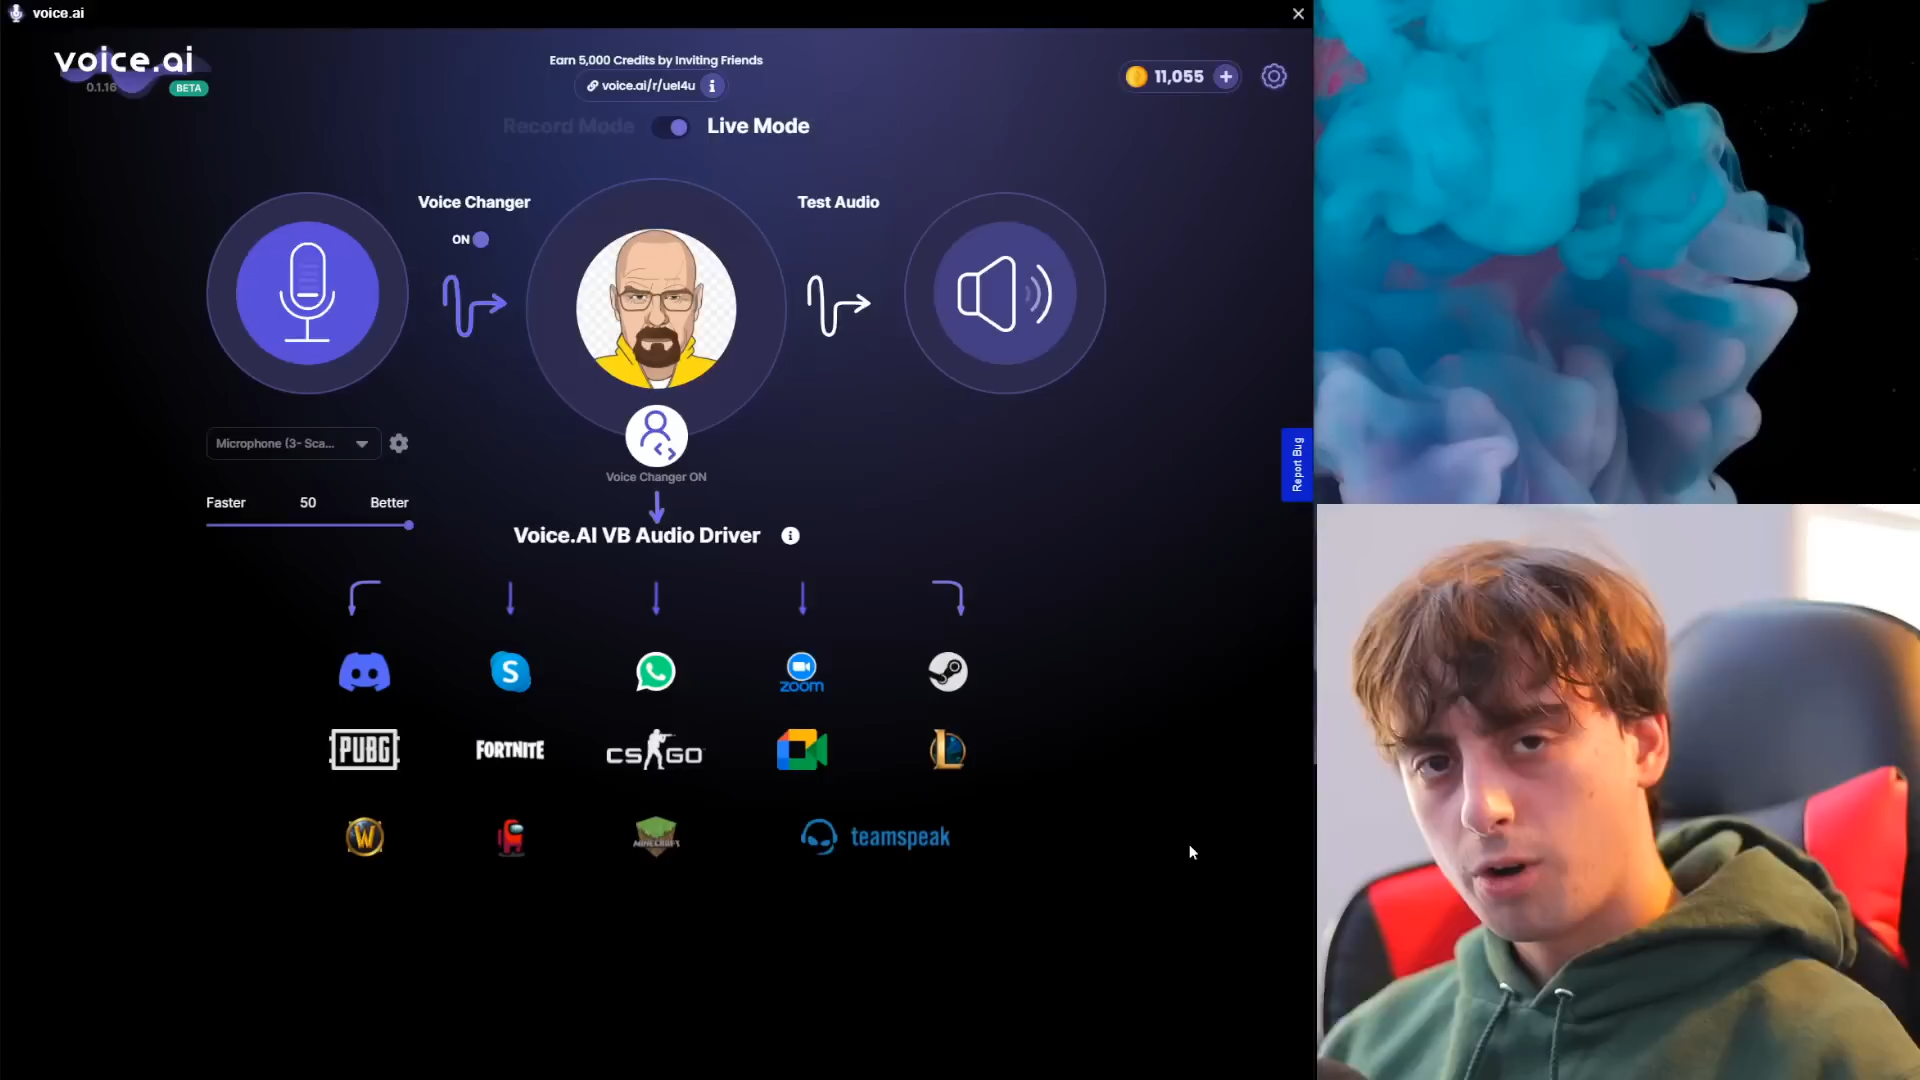 voice.ai
voice.ai
0.1.16
BETA
Earn 5,000 Credits by Inviting Friends
voice.ai/r/uel4u
11,055
Record Mode
Live Mode
Voice Changer
ON
Test Audio
Microphone (3- Sca...
Voice Changer ON
Faster 50 Better
Report Bug
Voice.AI VB Audio Driver
S
zoom
PUBG
FORTNITE
CS GO
L
W
MINECRAFT
teamspeak